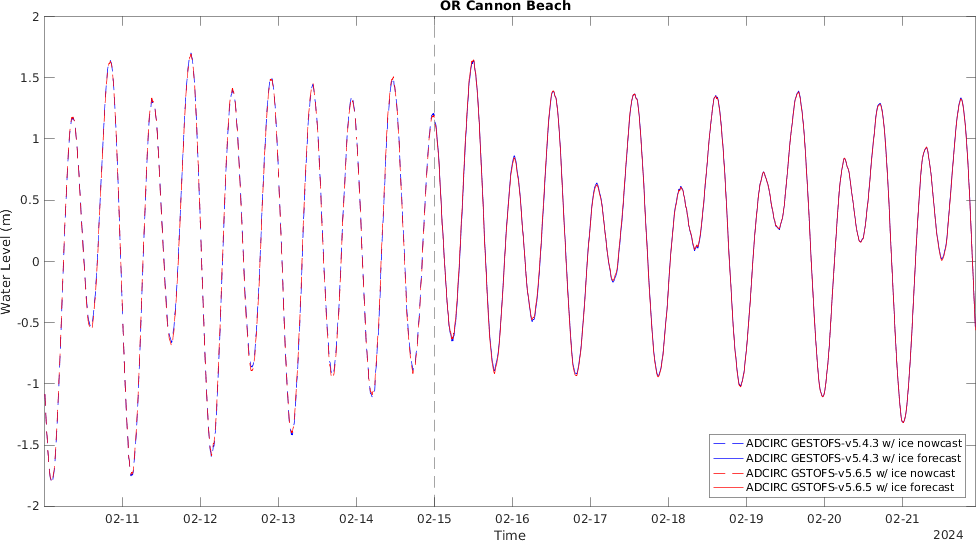 OR Cannon Beach
2
1.5
1
0.5
0
-0.5
-1
-1.5
-2
Water Level (m)
02-11 02-12 02-13 02-14 02-15 02-16 02-17 02-18 02-19 02-20 02-21
Time
2024
ADCIRC GESTOFS-v5.4.3 w/ ice nowcast
ADCIRC GESTOFS-v5.4.3 w/ ice forecast
ADCIRC GSTOFS-v5.6.5 w/ ice nowcast
ADCIRC GSTOFS-v5.6.5 w/ ice forecast